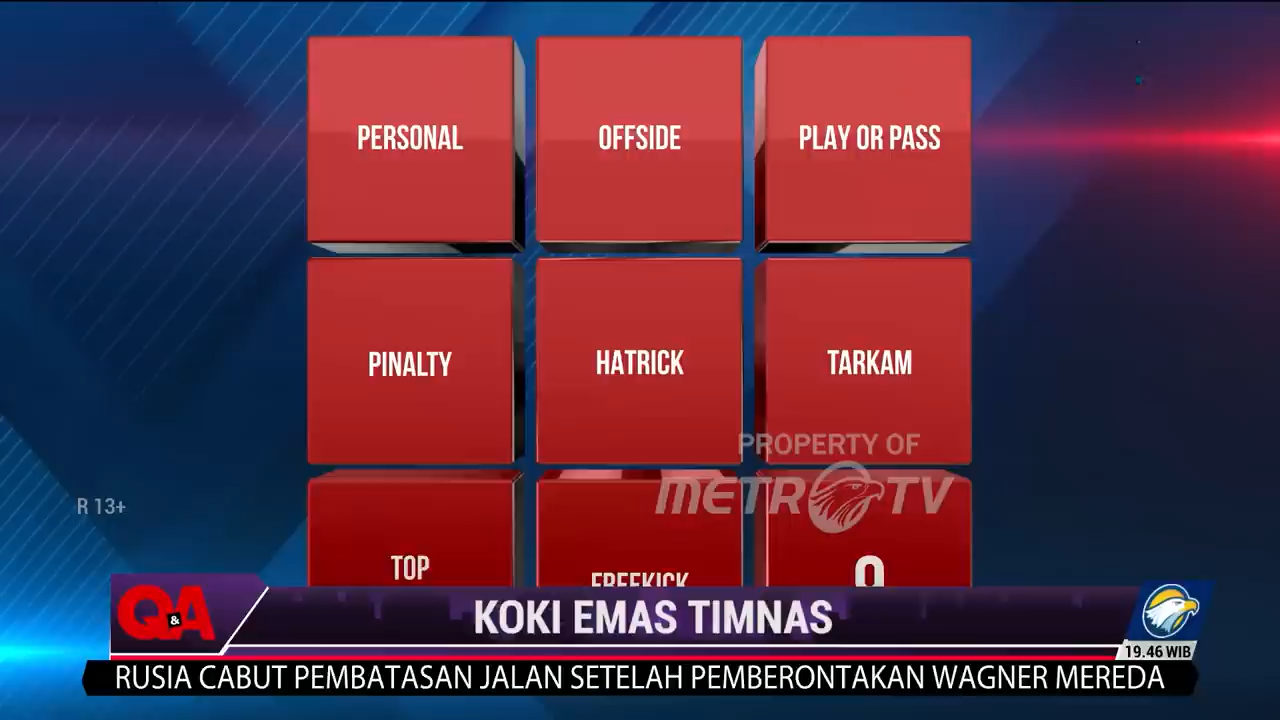 PERSONAL
OFFSIDE
PLAY OR PASS
PINALTY
HATRICK
TARKAM
PROPERTY OF
METRO TV
R 13+
TOP
FREEKICK
Q&A
KOKI EMAS TIMNAS
19.46 WIB
RUSIA CABUT PEMBATASAN JALAN SETELAH PEMBERONTAKAN WAGNER MEREDA